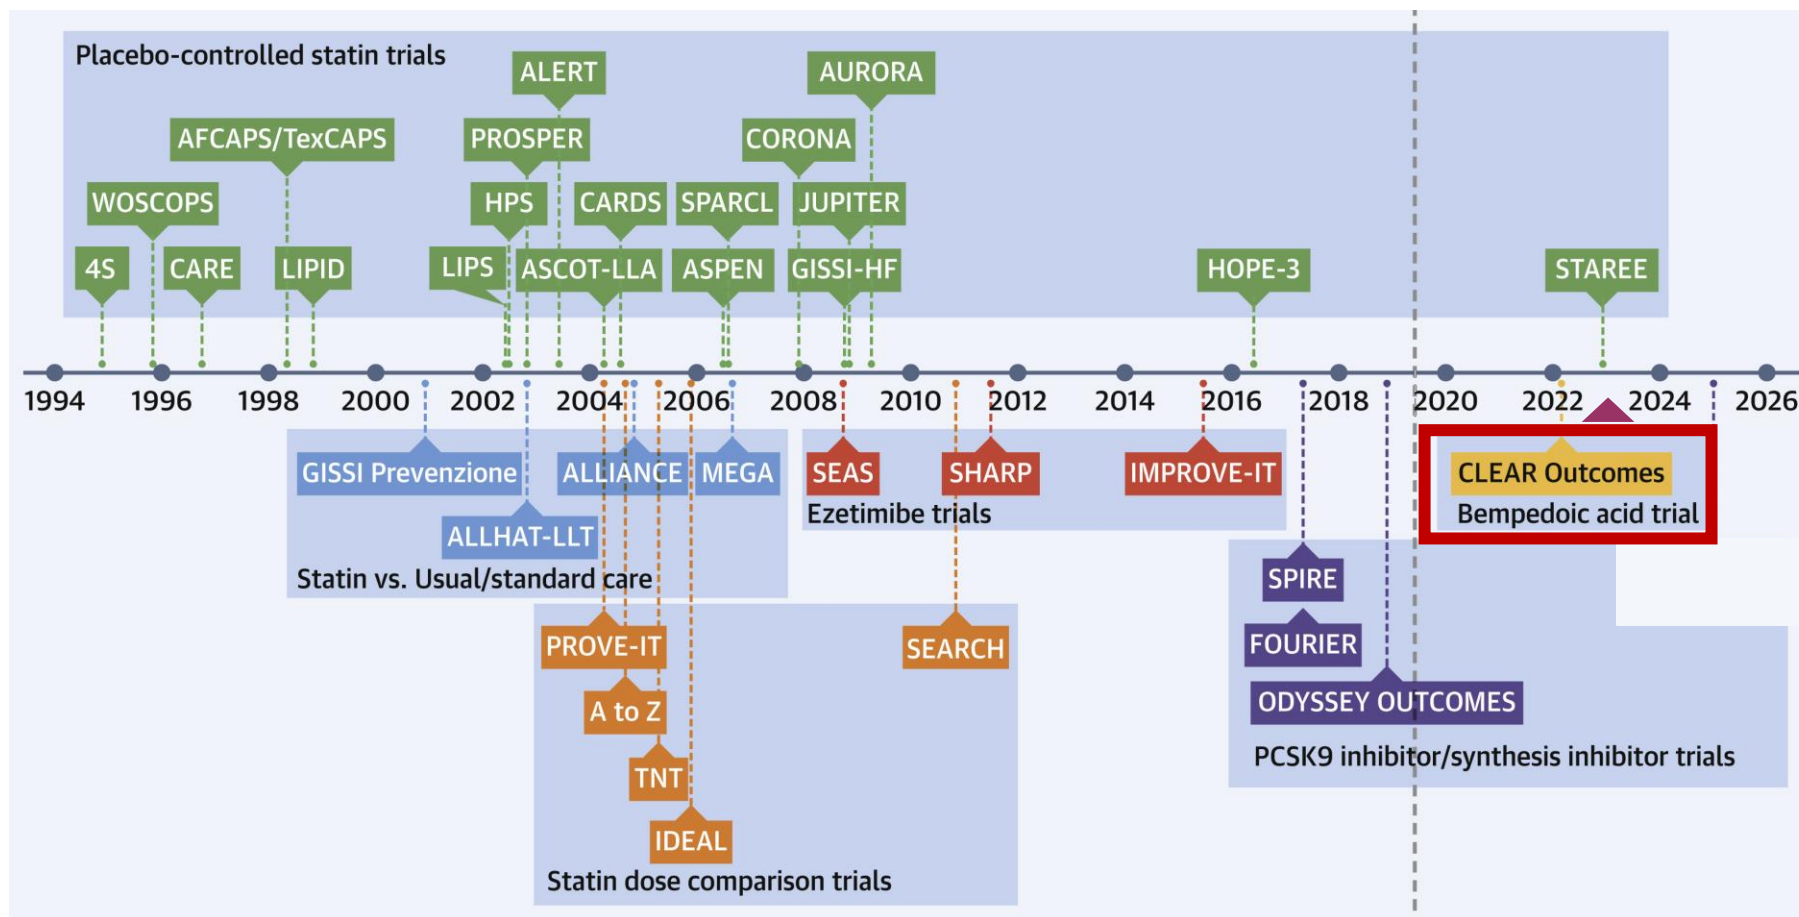 Placebo-controlled statin trials
ALERT
AURORA
AFCAPS/TexCAPS
PROSPER
CORONA
WOSCOPS
HPS
CARDS
SPARCL
JUPITER
4S
CARE
LIPID
LIPS
ASCOT-LLA
ASPEN
GISSI-HF
HOPE-3
STAREE
1994
1996
1998
2000
2002
2004
2006
2008
2010
2012
2014
2016
2018
2020
2022
2024
2026
GISSI Prevenzione
ALLIANCE
MEGA
SEAS
SHARP
IMPROVE-IT
CLEAR Outcomes
Ezetimibe trials
Bempedoic acid trial
ALLHAT-LLT
Statin vs. Usual/standard care
SPIRE
PROVE-IT
SEARCH
FOURIER
A to Z
ODYSSEY OUTCOMES
PCSK9 inhibitor/synthesis inhibitor trials
TNT
IDEAL
Statin dose comparison trials